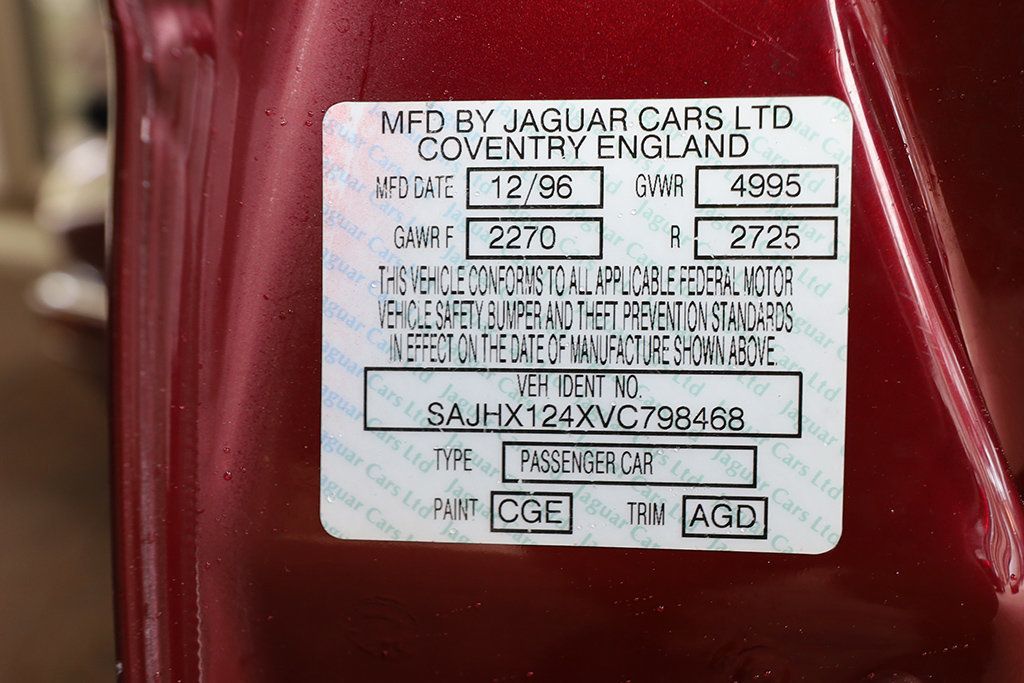 MFD BY JAGUAR CARS LTD
COVENTRY ENGLAND
MFD DATE 12/96 GVWR 4995
GAWR F 2270 R 2725
THIS VEHICLE CONFORMS TO ALL APPLICABLE FEDERAL MOTOR
VEHICLE SAFETY, BUMPER AND THEFT PREVENTION STANDARDS
IN EFFECT ON THE DATE OF MANUFACTURE SHOWN ABOVE.
VEH. IDENT NO.
SAJHX124XVC798468
TYPE PASSENGER CAR
PAINT CGE TRIM AGD